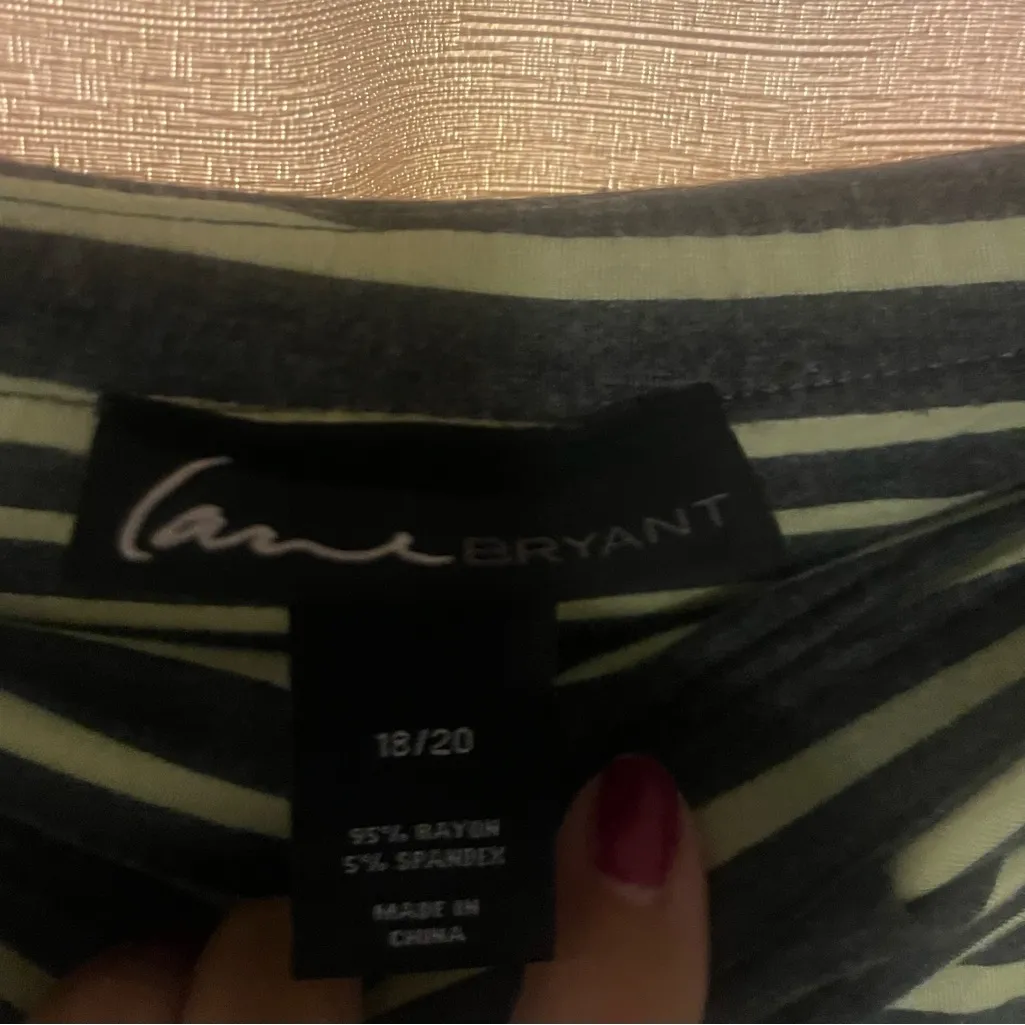 Lane BRYANT
18/20
95% RAYON
5% SPANDEX
MADE IN
CHINA